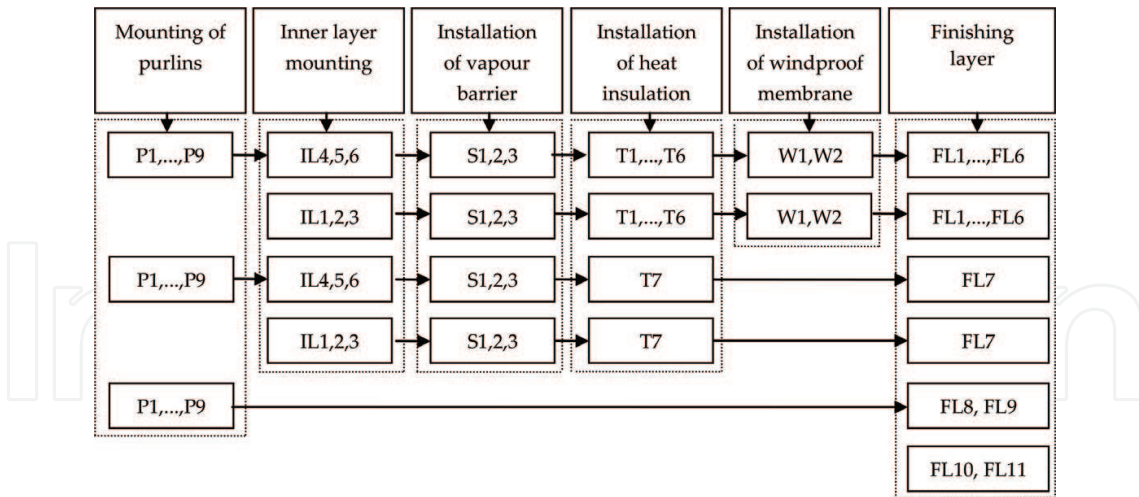 Mounting of
purlins
Inner layer
mounting
Installation
of vapour
barrier
Installation
of heat
insulation
Installation
of windproof
membrane
Finishing
layer
P1,...,P9
IL4,5,6
S1,2,3
T1,...,T6
W1,W2
FL1,...,FL6
IL1,2,3
S1,2,3
T1,...,T6
W1,W2
FL1,...,FL6
P1,...,P9
IL4,5,6
S1,2,3
T7
FL7
IL1,2,3
S1,2,3
T7
FL7
P1,...,P9
FL8, FL9
FL10, FL11